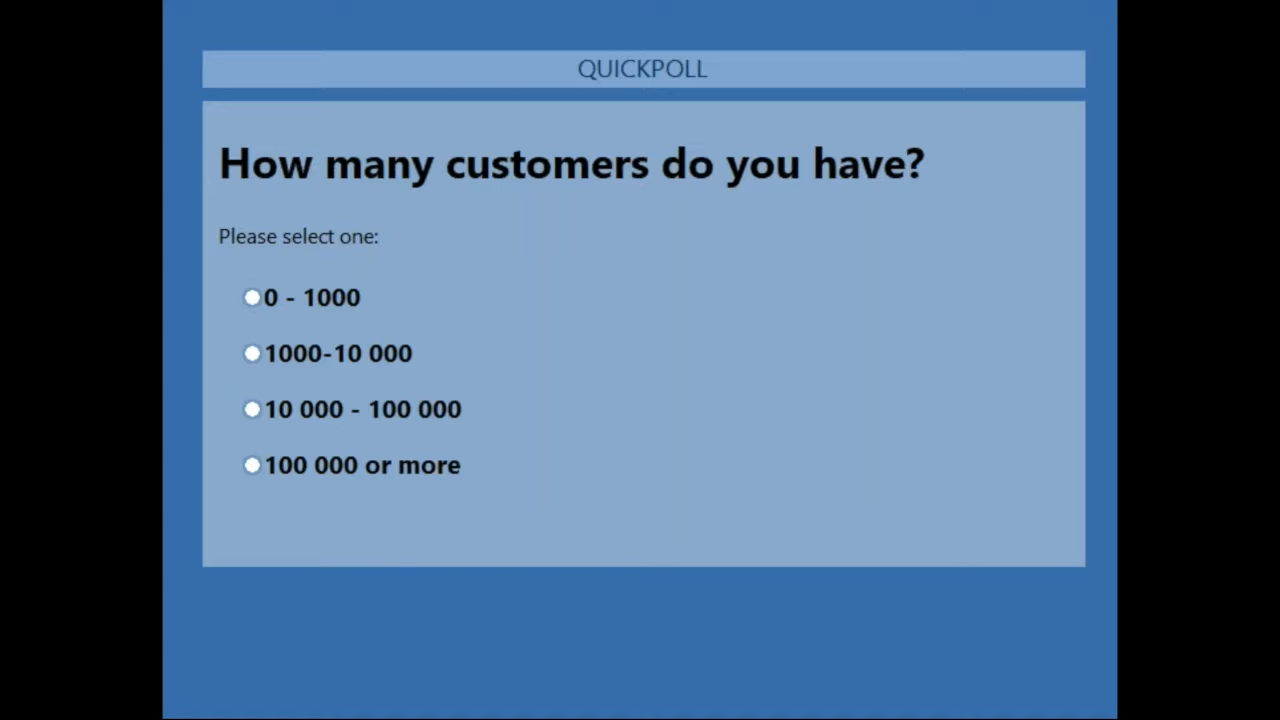 QUICKPOLL
How many customers do you have?
Please select one:
0 - 1000
1000-10 000
10 000 - 100 000
100 000 or more